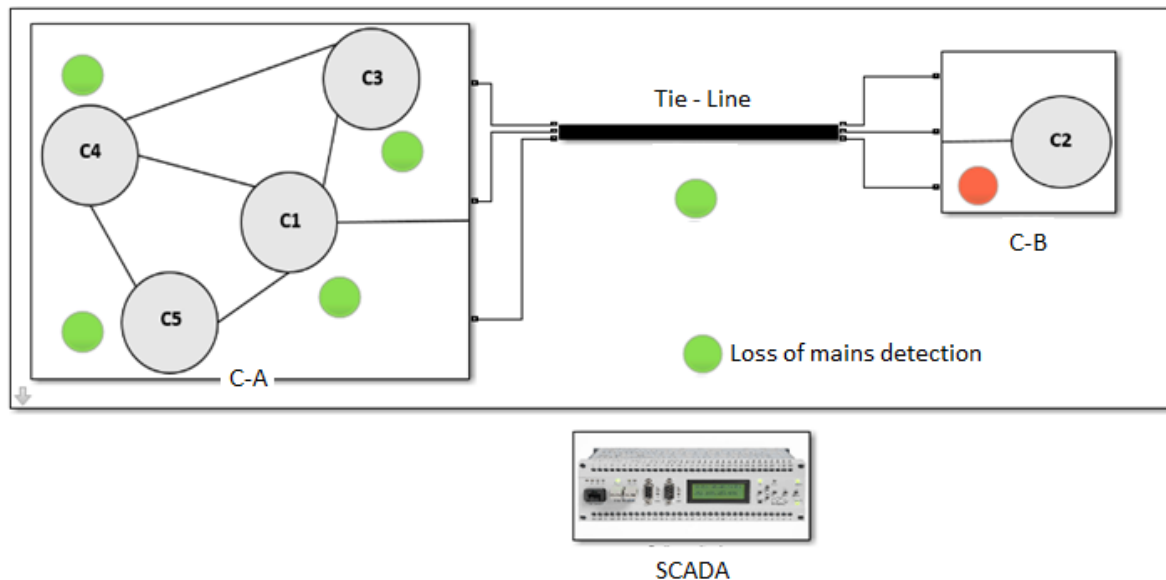 C3
Tie - Line
C4
C2
C1
C-B
C5
Loss of mains detection
C-A
SCADA